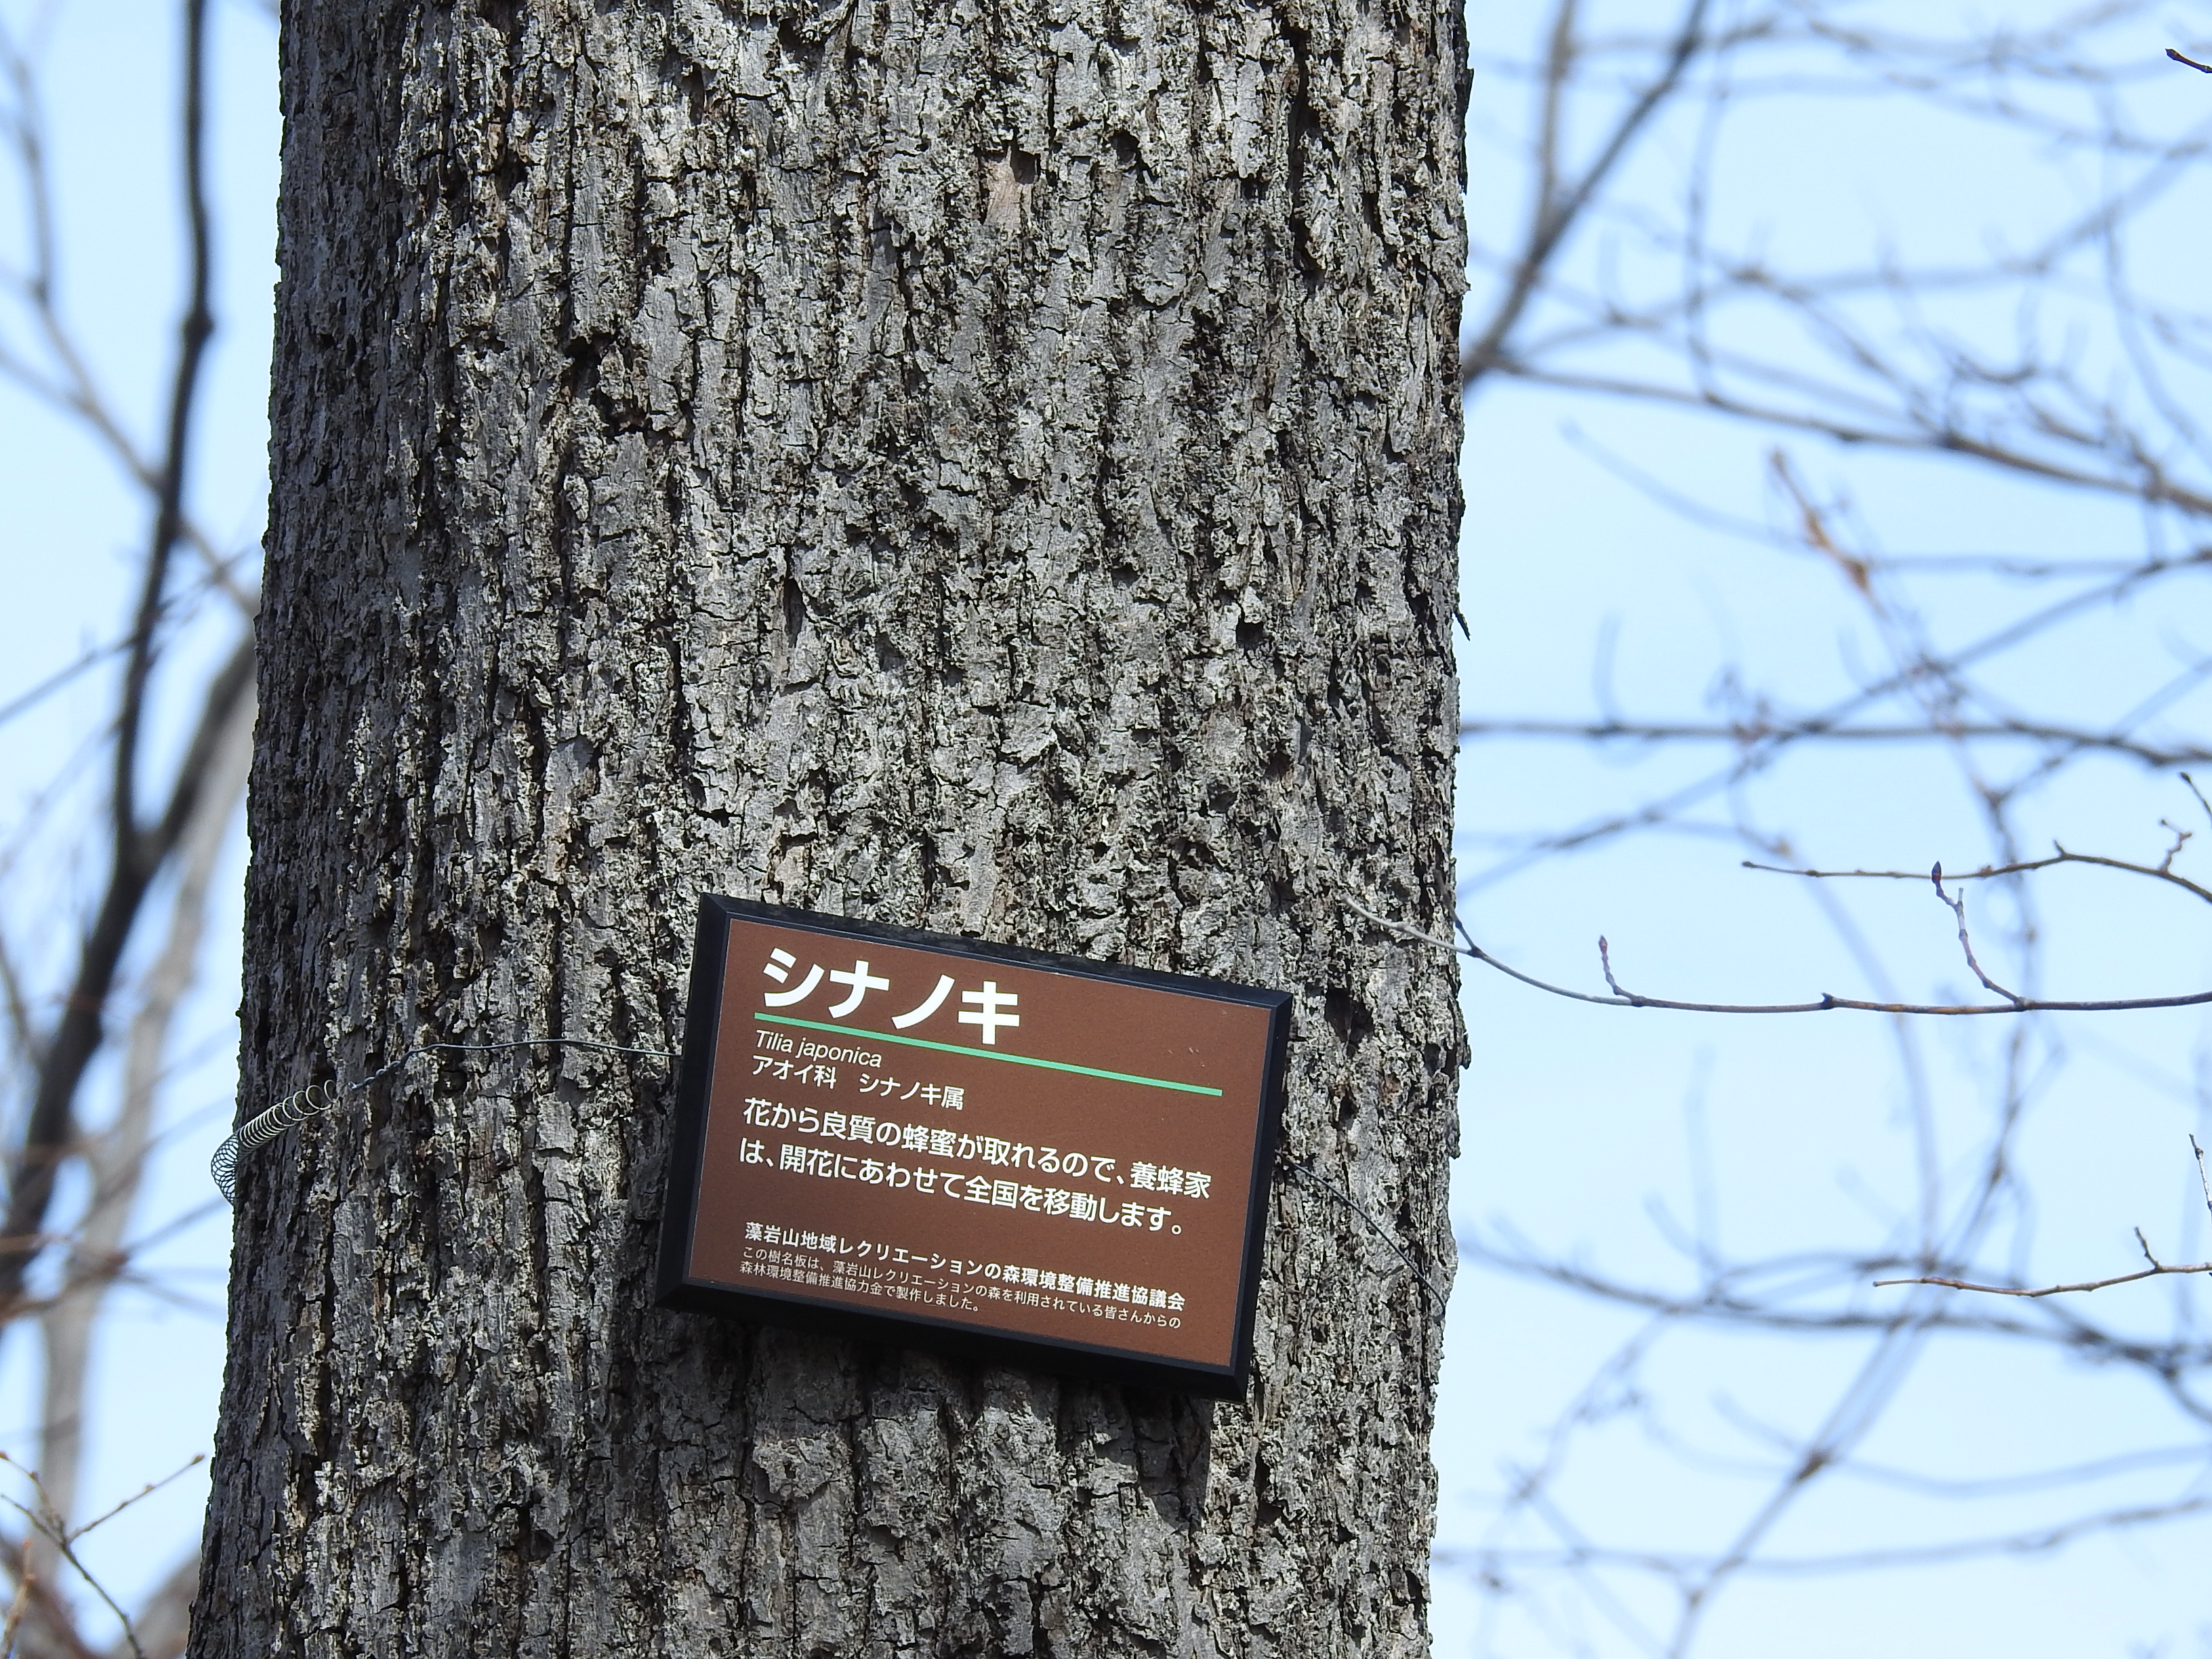 シナノキ
Tilia japonica
アオイ科　シナノキ属
花から良質の蜂蜜が取れるので、養蜂家
は、開花にあわせて全国を移動します。
藻岩山地域レクリエーションの森環境整備推進協議会
この樹名板は、藻岩山レクリエーションの森を利用されている皆さんからの
森林環境整備推進協力金で製作しました。